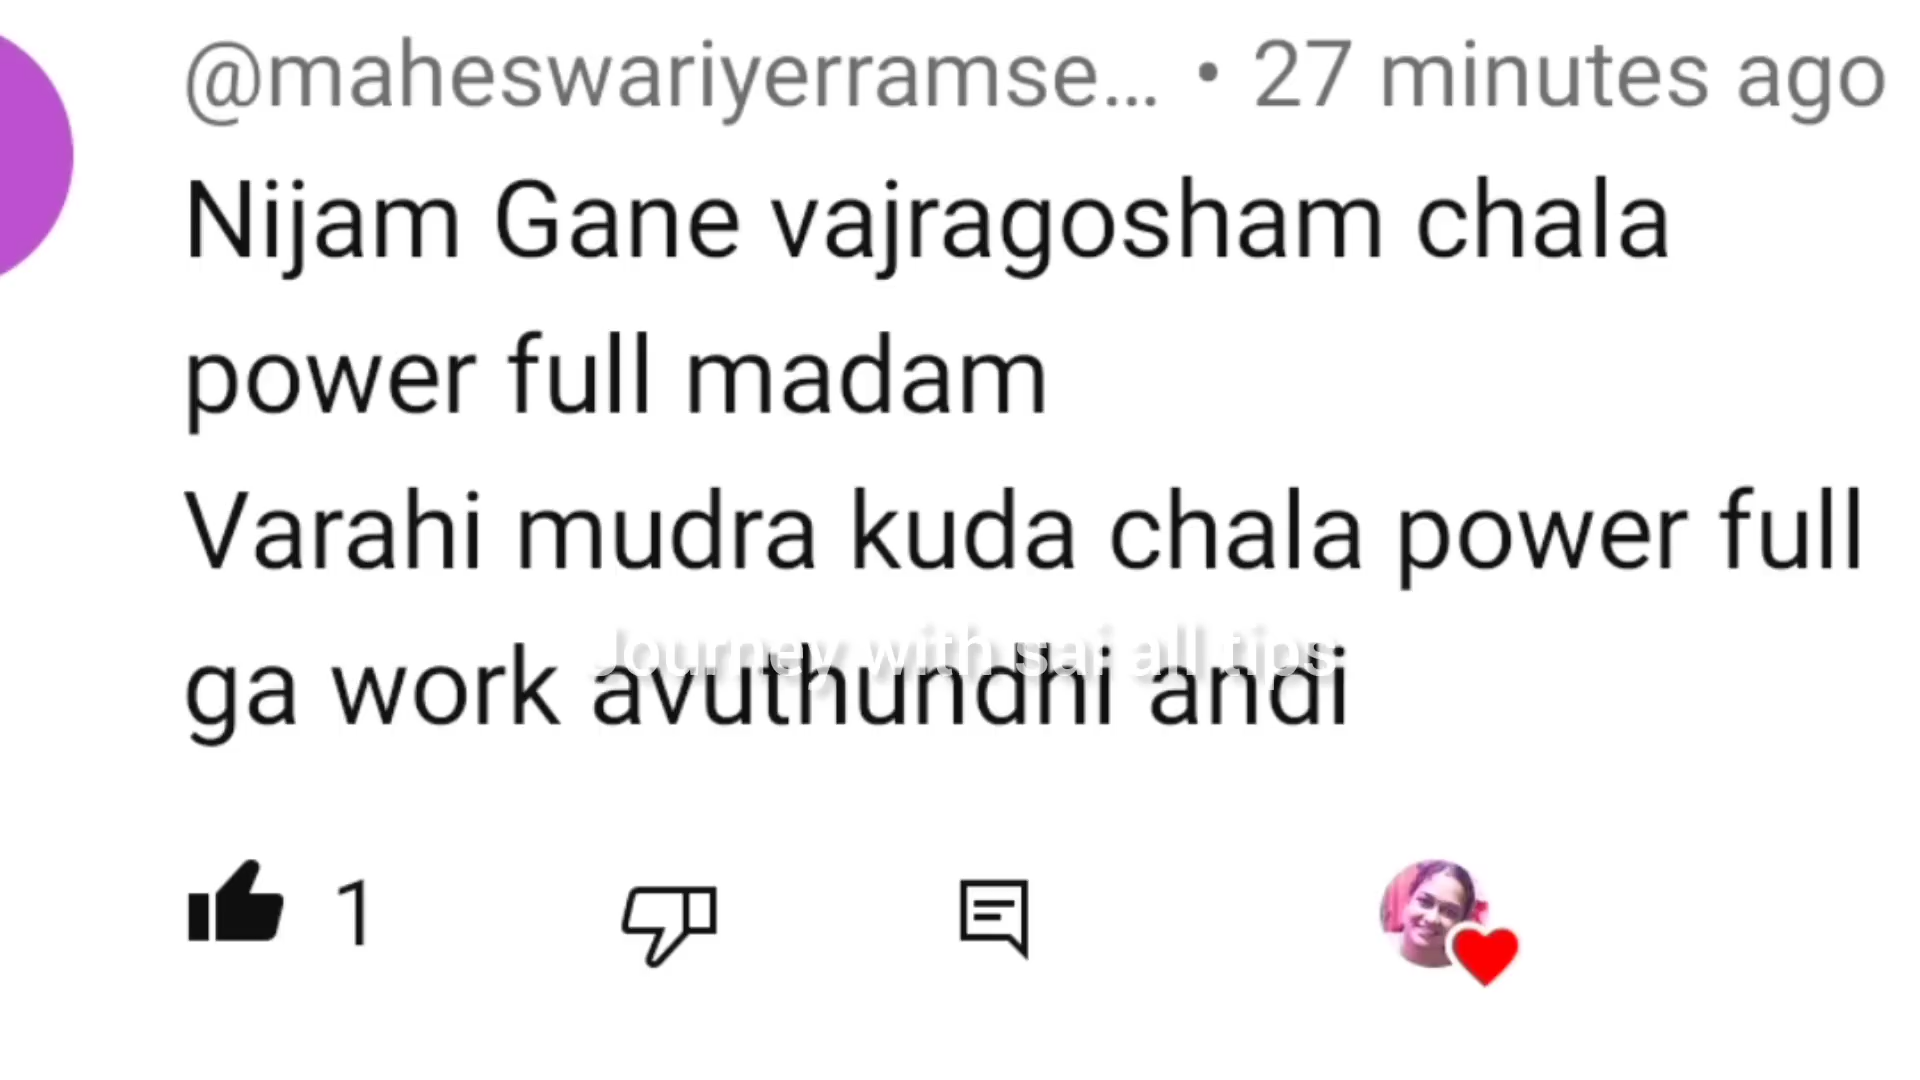 @maheswariyerramse... • 27 minutes ago
Nijam Gane vajragosham chala
power full madam
Varahi mudra kuda chala power full
Journey with sai all tips
ga work avuthundhi andi
1